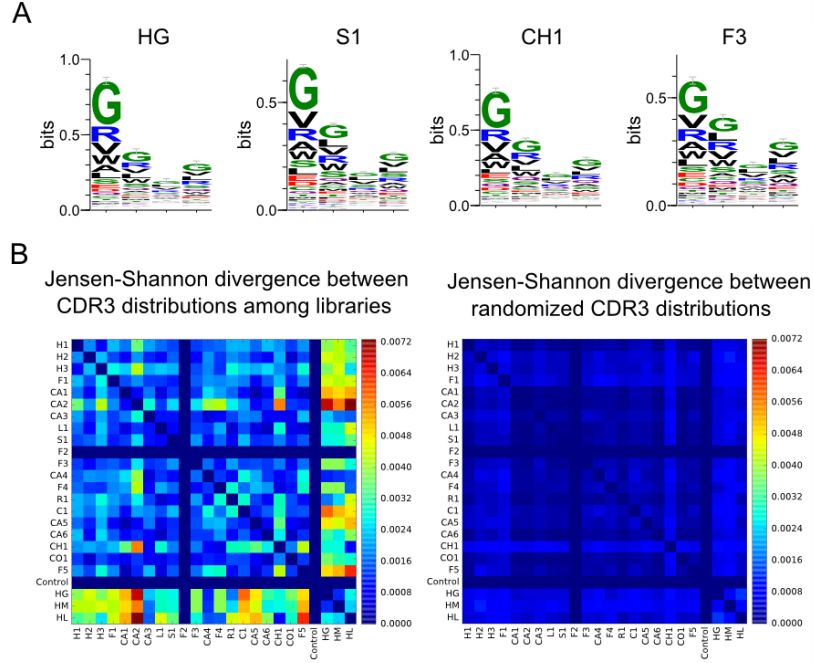 A
HG
S1
CH1
F3
1.0
0.5
0.0
bits
G
R
V
W
A
L
G
R
V
L
G
G
0.5
0.0
bits
G
V
R
A
W
S
L
R
G
L
V
R
W
S
G
G
1.0
0.5
0.0
bits
G
R
V
A
W
L
G
R
V
G
G
0.5
0.0
bits
G
V
R
A
W
L
S
G
L
R
V
W
G
G
B
Jensen-Shannon divergence between
CDR3 distributions among libraries
H1
H2
H3
F1
CA1
CA2
CA3
L1
S1
F2
F3
CA4
F4
R1
C1
CA5
CA6
CH1
CO1
F5
Control
HG
HM
HL
H1 H2 H3 F1 CA1 CA2 CA3 L1 S1 F2 F3 CA4 F4 R1 C1 CA5 CA6 CH1 CO1 F5 Control HG HM HL
0.0072
0.0064
0.0056
0.0048
0.0040
0.0032
0.0024
0.0016
0.0008
0.0000
Jensen-Shannon divergence between
randomized CDR3 distributions
H1
H2
H3
F1
CA1
CA2
CA3
L1
S1
F2
F3
CA4
F4
R1
C1
CA5
CA6
CH1
CO1
F5
Control
HG
HM
HL
H1 H2 H3 F1 CA1 CA2 CA3 L1 S1 F2 F3 CA4 F4 R1 C1 CA5 CA6 CH1 CO1 F5 Control HG HM HL
0.0072
0.0064
0.0056
0.0048
0.0040
0.0032
0.0024
0.0016
0.0008
0.0000